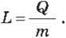 L = Q/m .